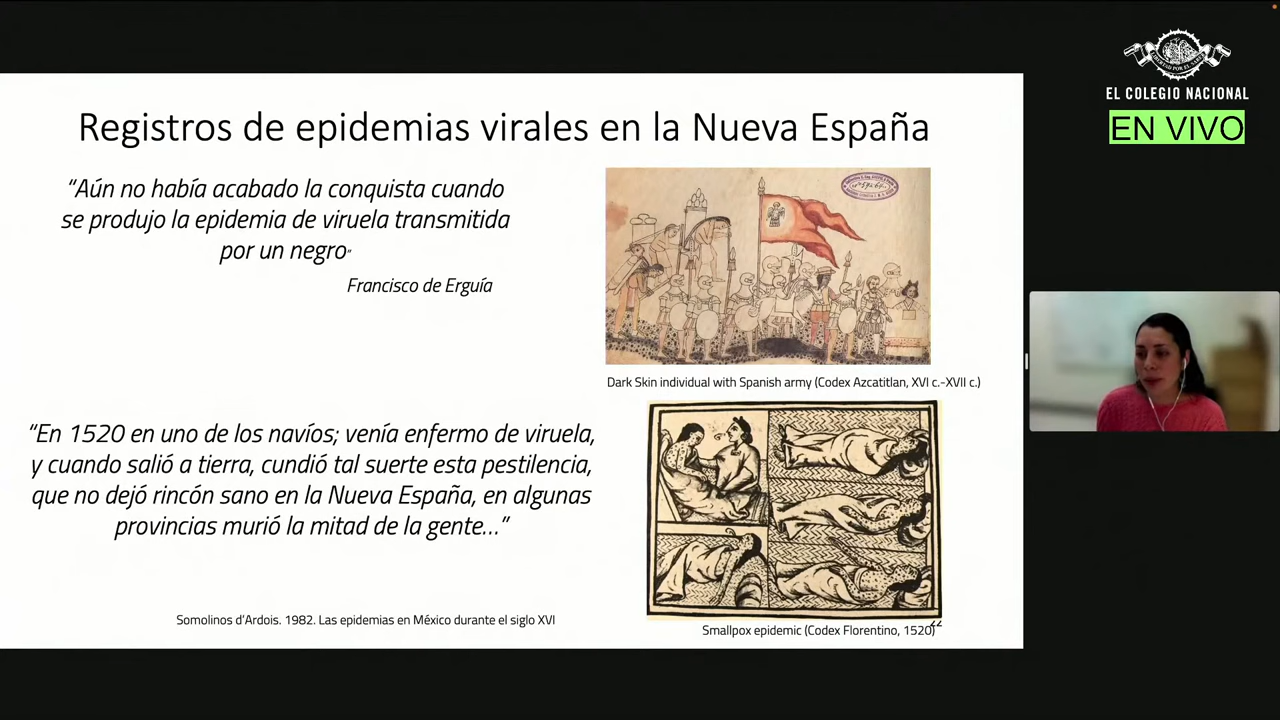 Registros de epidemias virales en la Nueva España
“Aún no había acabado la conquista cuando
se produjo la epidemia de viruela transmitida
por un negro“
Francisco de Erguía
Dark Skin individual with Spanish army (Codex Azcatitlan, XVI c.-XVII c.)
“En 1520 en uno de los navíos; venía enfermo de viruela,
y cuando salió a tierra, cundió tal suerte esta pestilencia,
que no dejó rincón sano en la Nueva España, en algunas
provincias murió la mitad de la gente…”
Somolinos d’Ardois. 1982. Las epidemias en México durante el siglo XVI
Smallpox epidemic (Codex Florentino, 1520)“
EL COLEGIO NACIONAL
EN VIVO